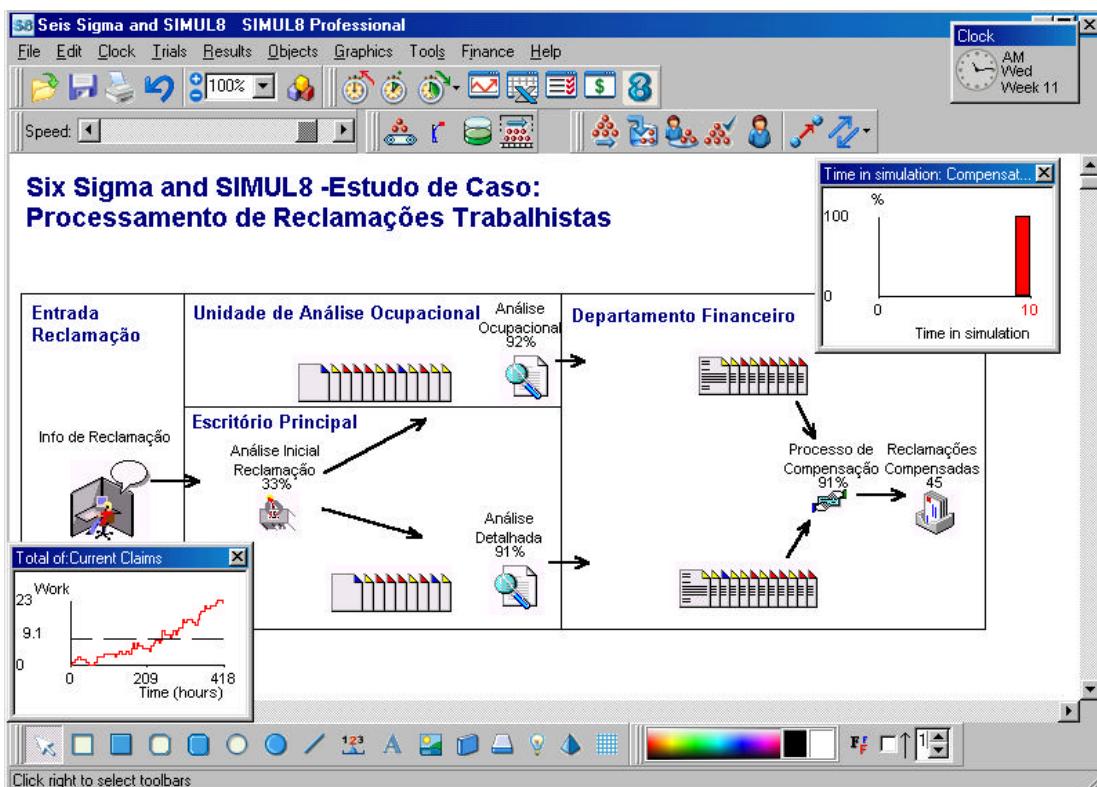 Seis Sigma and SIMUL8 SIMUL8 Professional
File Edit Clock Trials Results Objects Graphics Tools Finance Help
Clock
AM
Wed
Week 11
100%
Speed:
Six Sigma and SIMUL8 -Estudo de Caso:
Processamento de Reclamações Trabalhistas
Time in simulation: Compensat...
%
100
0
0
10
Time in simulation
Entrada
Reclamação
Unidade de Análise Ocupacional
Análise
Ocupacional
92%
Departamento Financeiro
Info de Reclamação
Escritório Principal
Análise Inicial
Reclamação
33%
Análise
Detalhada
91%
Processo de
Compensação
91%
Reclamações
Compensadas
45
Total of:Current Claims
Work
23
9.1
0
0
209
418
Time (hours)
123
A
1
Click right to select toolbars